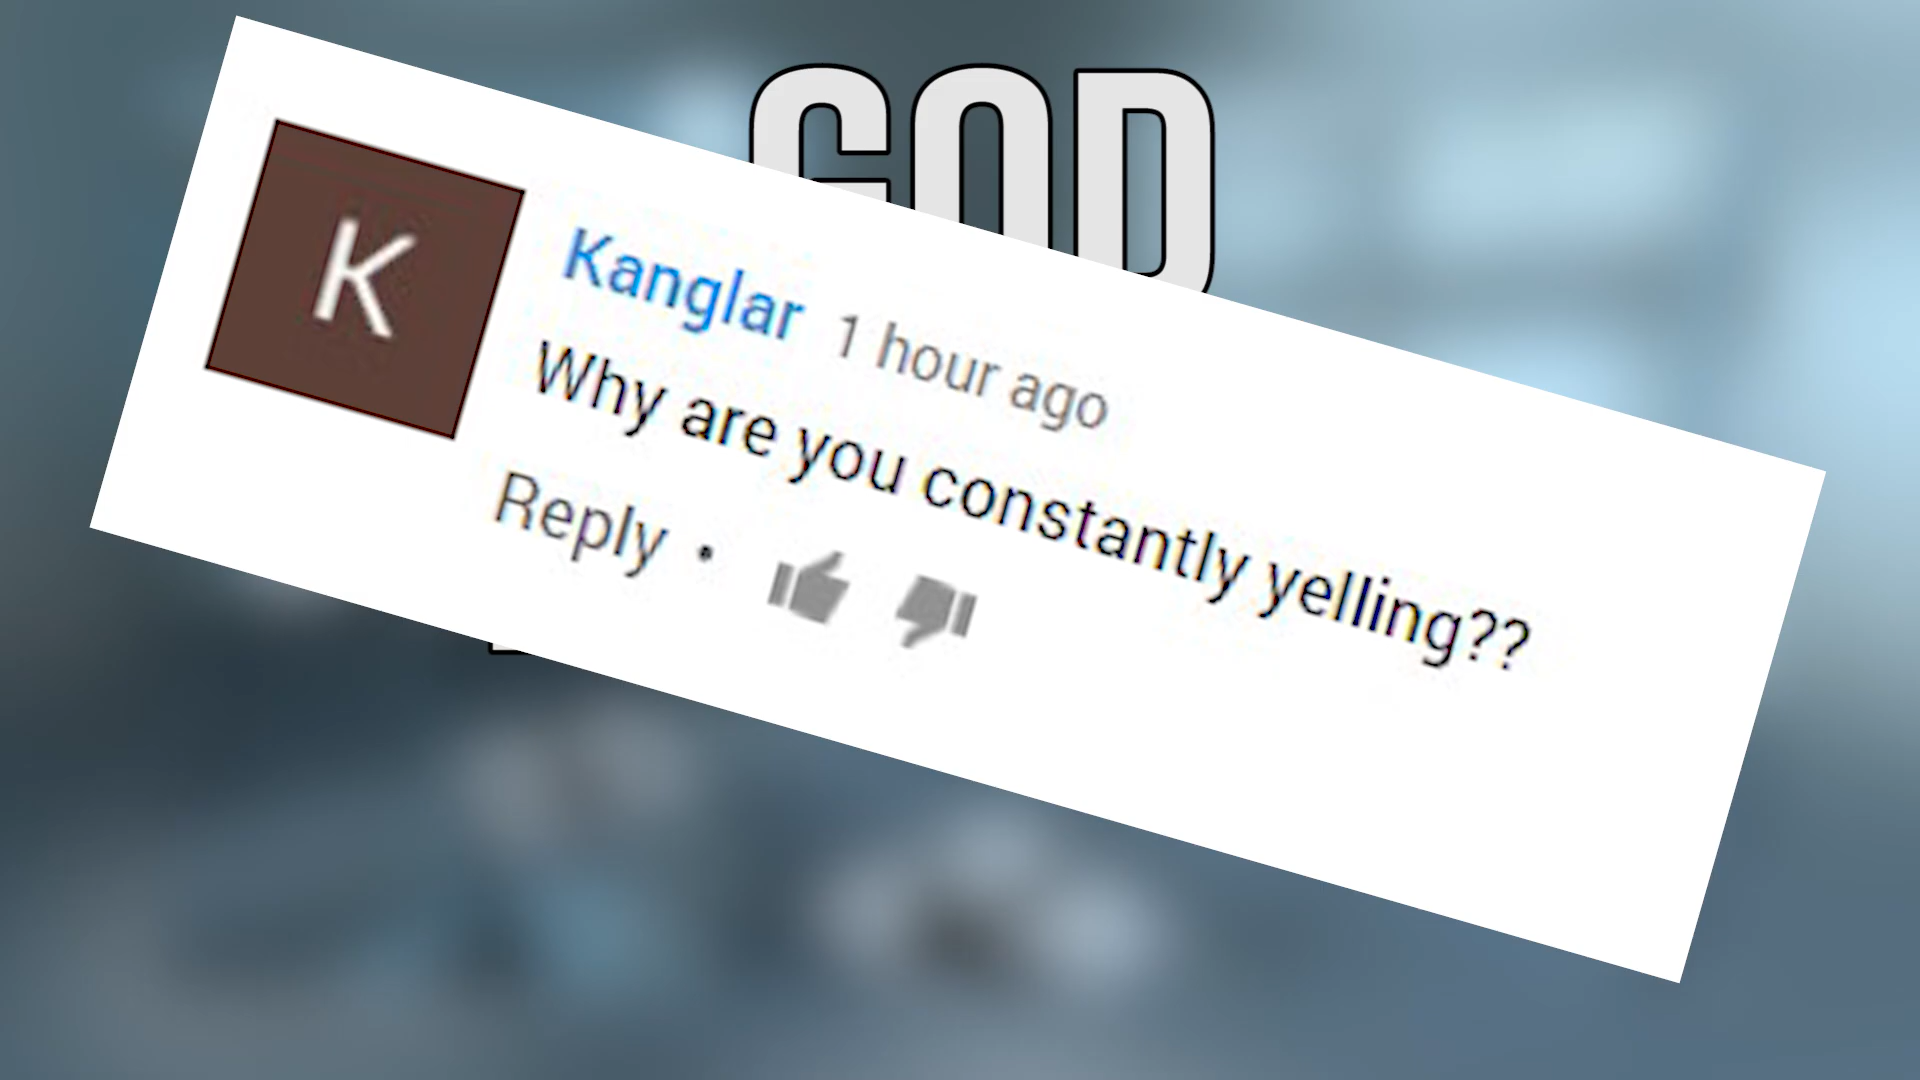 GOD
K
Kanglar 1 hour ago
Why are you constantly yelling??
Reply •